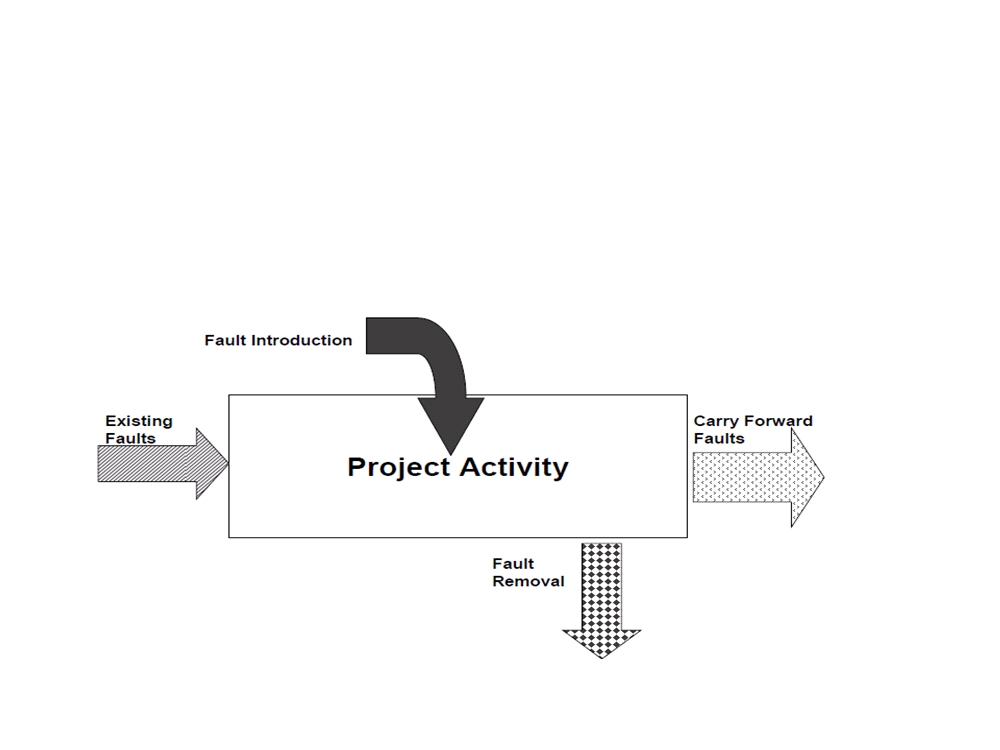 Fault Introduction
Existing
Faults
Project Activity
Carry Forward
Faults
Fault
Removal